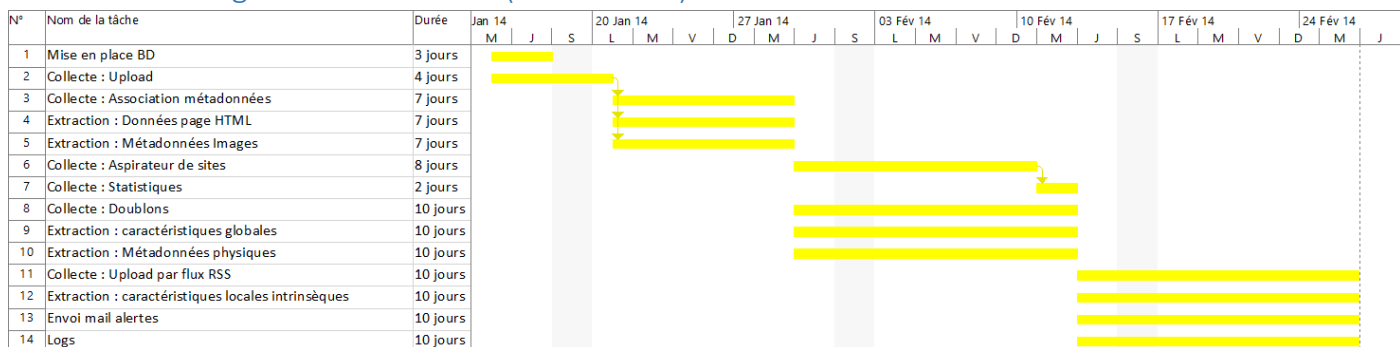 N° Nom de la tâche Durée Jan 14 20 Jan 14 27 Jan 14 03 Fév 14 10 Fév 14 17 Fév 14 24 Fév 14
M J S L M V D M J S L M V D M J S L M V D M J
1 Mise en place BD 3 jours
2 Collecte : Upload 4 jours
3 Collecte : Association métadonnées 7 jours
4 Extraction : Données page HTML 7 jours
5 Extraction : Métadonnées Images 7 jours
6 Collecte : Aspirateur de sites 8 jours
7 Collecte : Statistiques 2 jours
8 Collecte : Doublons 10 jours
9 Extraction : caractéristiques globales 10 jours
10 Extraction : Métadonnées physiques 10 jours
11 Collecte : Upload par flux RSS 10 jours
12 Extraction : caractéristiques locales intrinsèques 10 jours
13 Envoi mail alertes 10 jours
14 Logs 10 jours